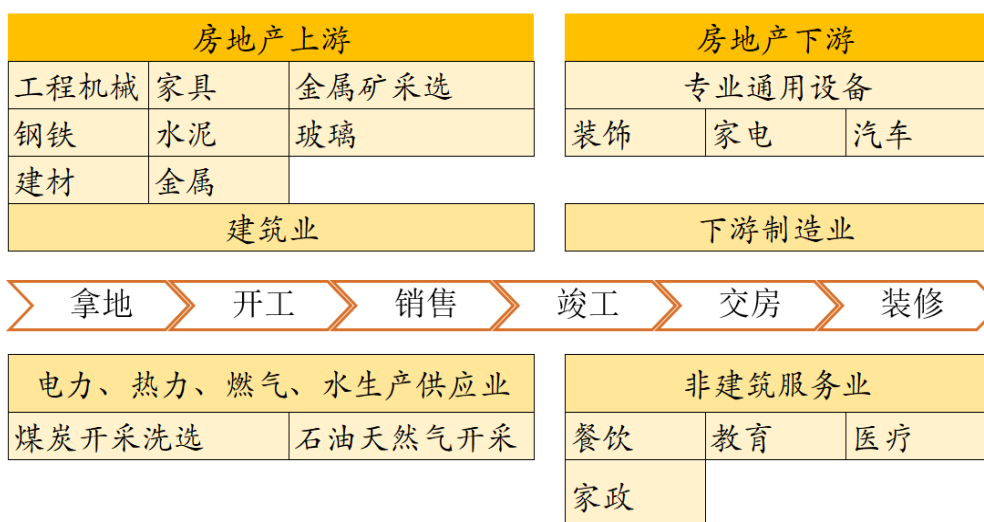 房地产上游
房地产下游
工程机械 家具 金属矿采选
专业通用设备
钢铁 水泥 玻璃
装饰 家电 汽车
建材 金属
建筑业
下游制造业
拿地 开工 销售 竣工 交房 装修
电力、热力、燃气、水生产供应业
非建筑服务业
煤炭开采洗选 石油天然气开采
餐饮 教育 医疗
家政